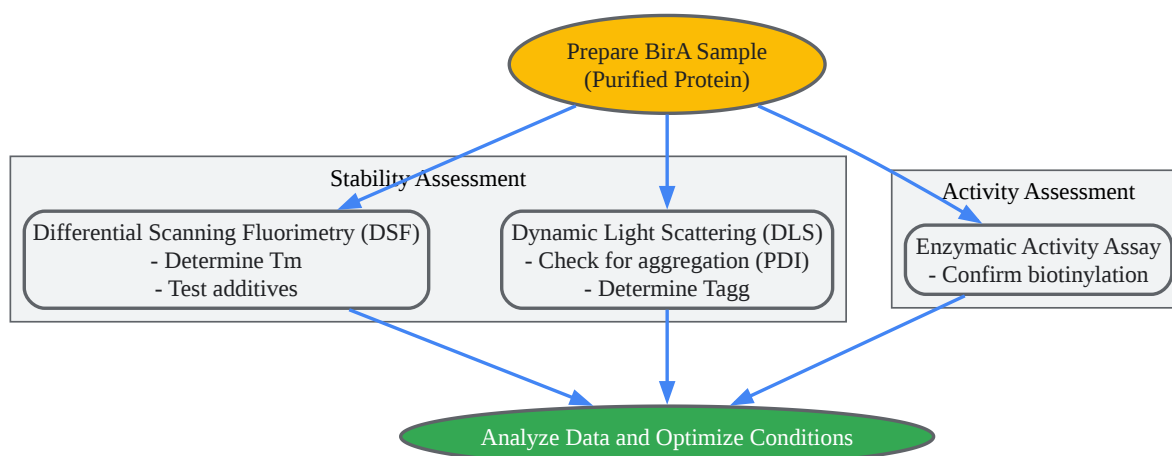 Prepare BirA Sample
(Purified Protein)
Stability Assessment
Differential Scanning Fluorimetry (DSF)
- Determine Tm
- Test additives
Dynamic Light Scattering (DLS)
- Check for aggregation (PDI)
- Determine Tagg
Activity Assessment
Enzymatic Activity Assay
- Confirm biotinylation
Analyze Data and Optimize Conditions